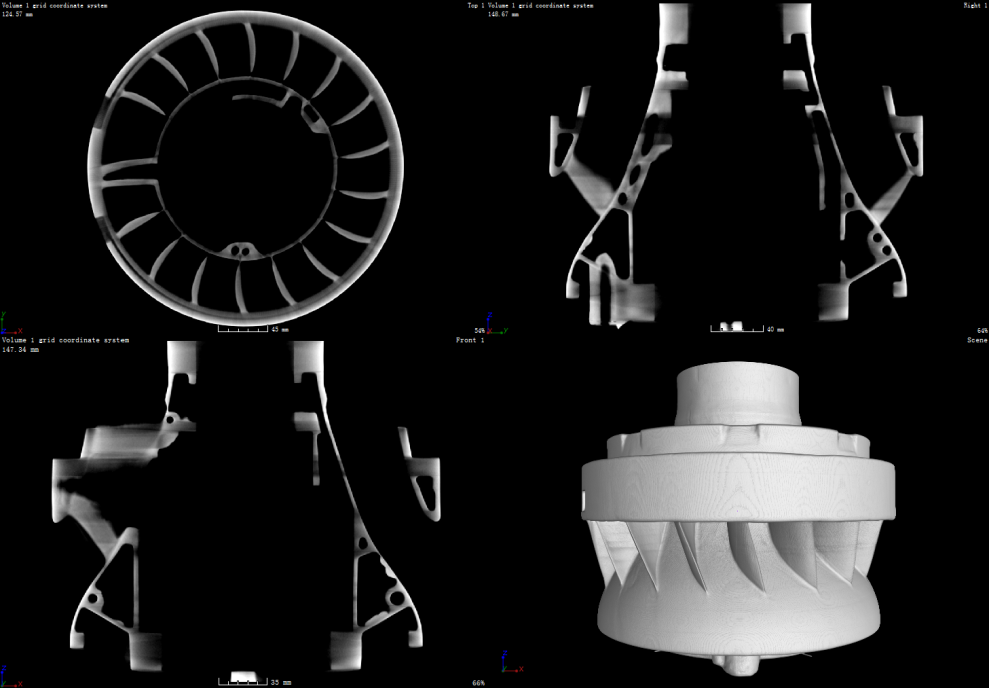 Volume 1 grid coordinate system
124.57 mm
Top 1
45 mm
54%
Volume 1 grid coordinate system
148.67 mm
Right 1
40 mm
64%
Volume 1 grid coordinate system
147.34 mm
Front 1
35 mm
66%
Scene